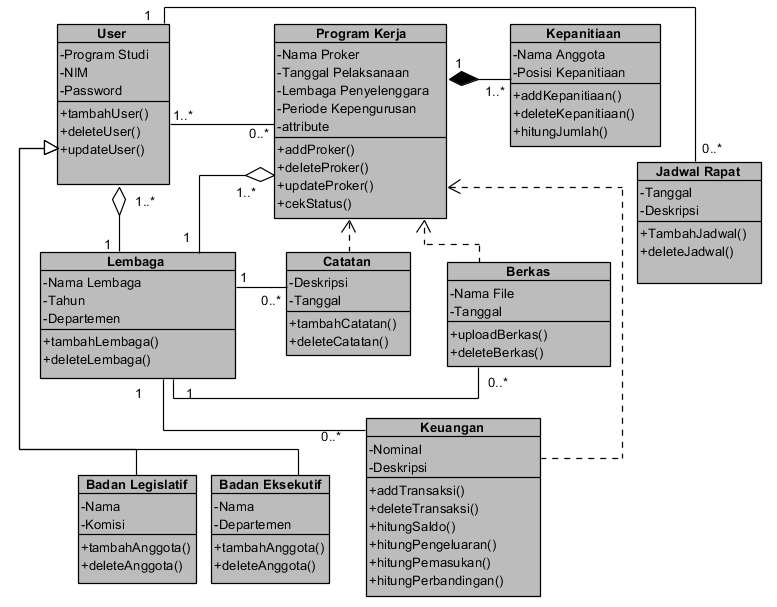 1
User
-Program Studi
-NIM
-Password
+tambahUser()
+deleteUser()
+updateUser()
Program Kerja
-Nama Proker
-Tanggal Pelaksanaan
-Lembaga Penyelenggara
-Periode Kepengurusan
-attribute
+addProker()
+deleteProker()
+updateProker()
+cekStatus()
Kepanitiaan
-Nama Anggota
-Posisi Kepanitiaan
+addKepanitiaan()
+deleteKepanitiaan()
+hitungJumlah()
1
1..*
1..*
0..*
0..*
Jadwal Rapat
-Tanggal
-Deskripsi
+TambahJadwal()
+deleteJadwal()
1..*
1
1..*
1
Lembaga
-Nama Lembaga
-Tahun
-Departemen
+tambahLembaga()
+deleteLembaga()
1
0..*
Catatan
-Deskripsi
-Tanggal
+tambahCatatan()
+deleteCatatan()
Berkas
-Nama File
-Tanggal
+uploadBerkas()
+deleteBerkas()
1
1
0..*
0..*
Keuangan
-Nominal
-Deskripsi
+addTransaksi()
+deleteTransaksi()
+hitungSaldo()
+hitungPengeluaran()
+hitungPemasukan()
+hitungPerbandingan()
Badan Legislatif
-Nama
-Komisi
+tambahAnggota()
+deleteAnggota()
Badan Eksekutif
-Nama
-Departemen
+tambahAnggota()
+deleteAnggota()